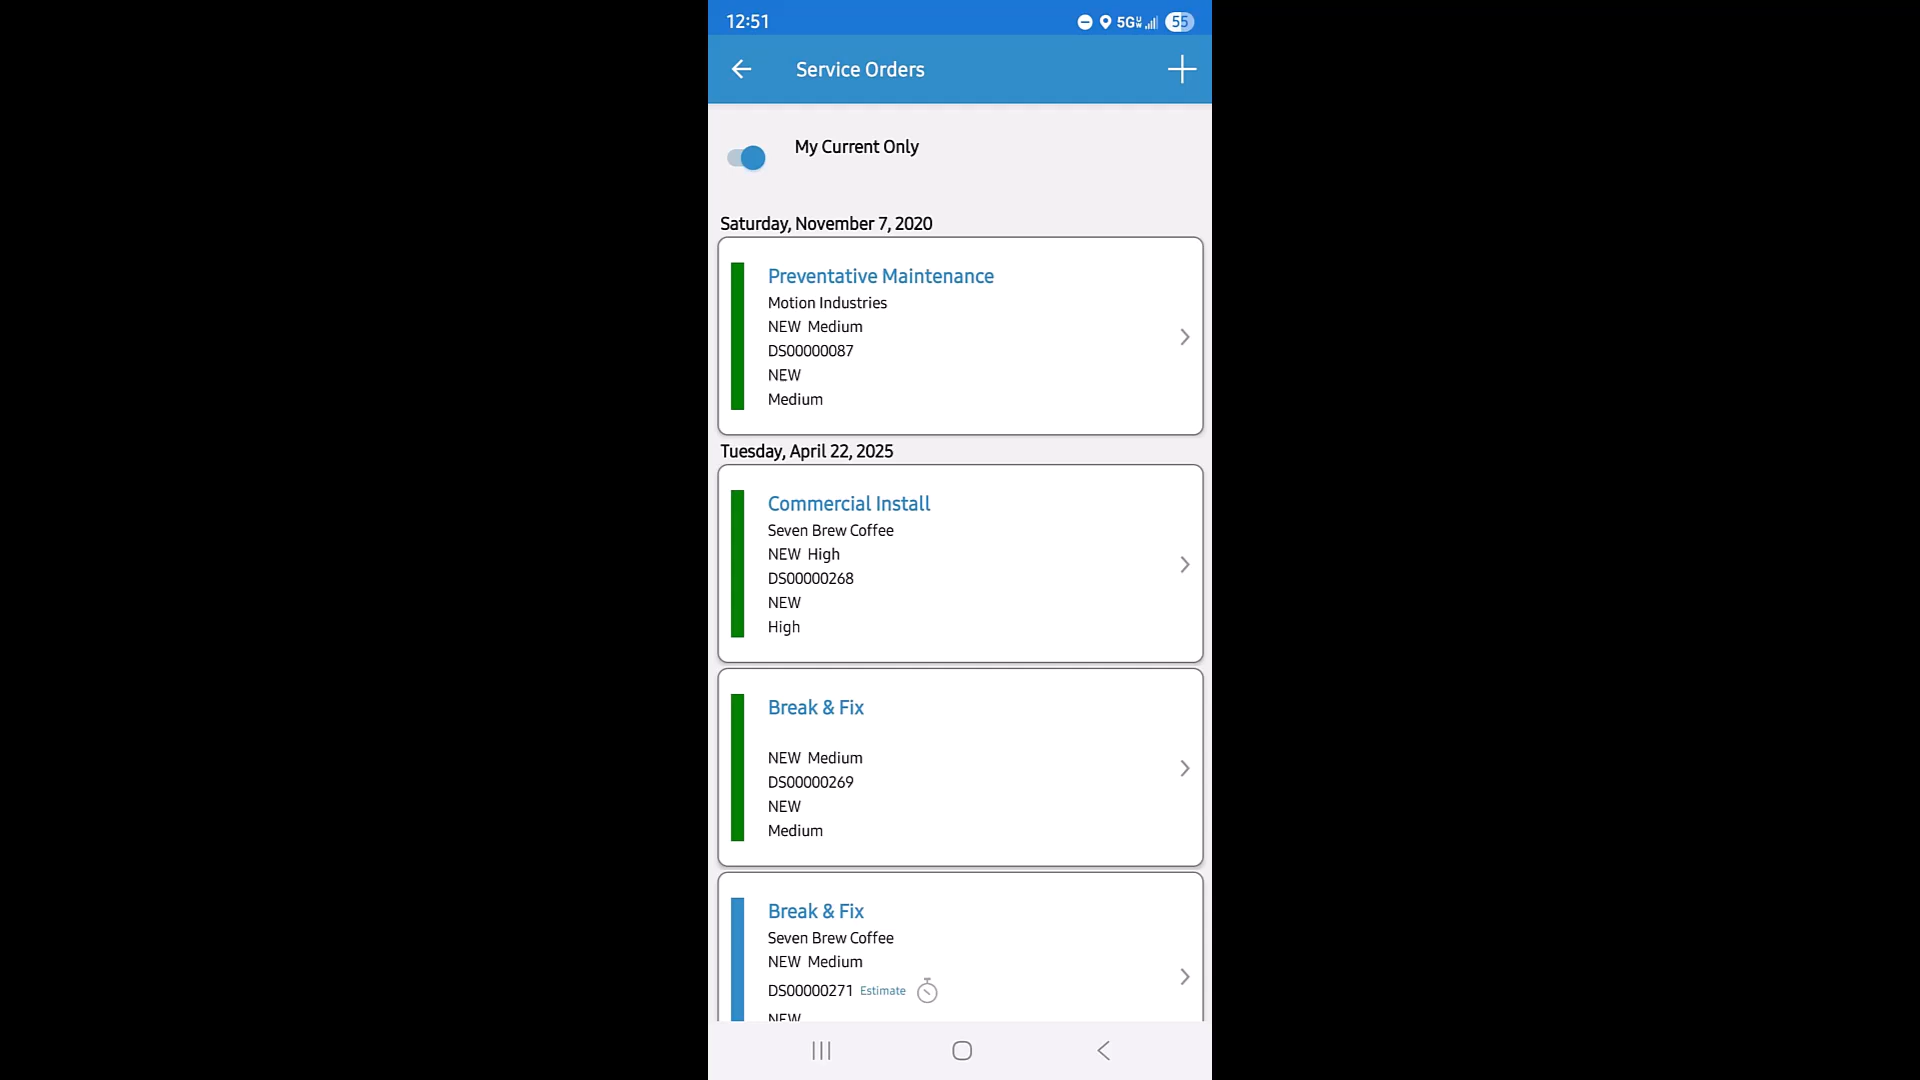 12:51
5G 55
Service Orders
My Current Only
Saturday, November 7, 2020
Preventative Maintenance
Motion Industries
NEW Medium
DS00000087
NEW
Medium
Tuesday, April 22, 2025
Commercial Install
Seven Brew Coffee
NEW High
DS00000268
NEW
High
Break & Fix
NEW Medium
DS00000269
NEW
Medium
Break & Fix
Seven Brew Coffee
NEW Medium
DS00000271 Estimate
NEW